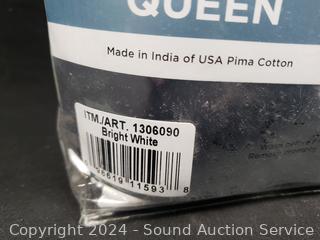 QUEEN
Made in India of USA Pima Cotton
ITM./ART. 1306090
Bright White
Copyright 2024 - Sound Auction Service